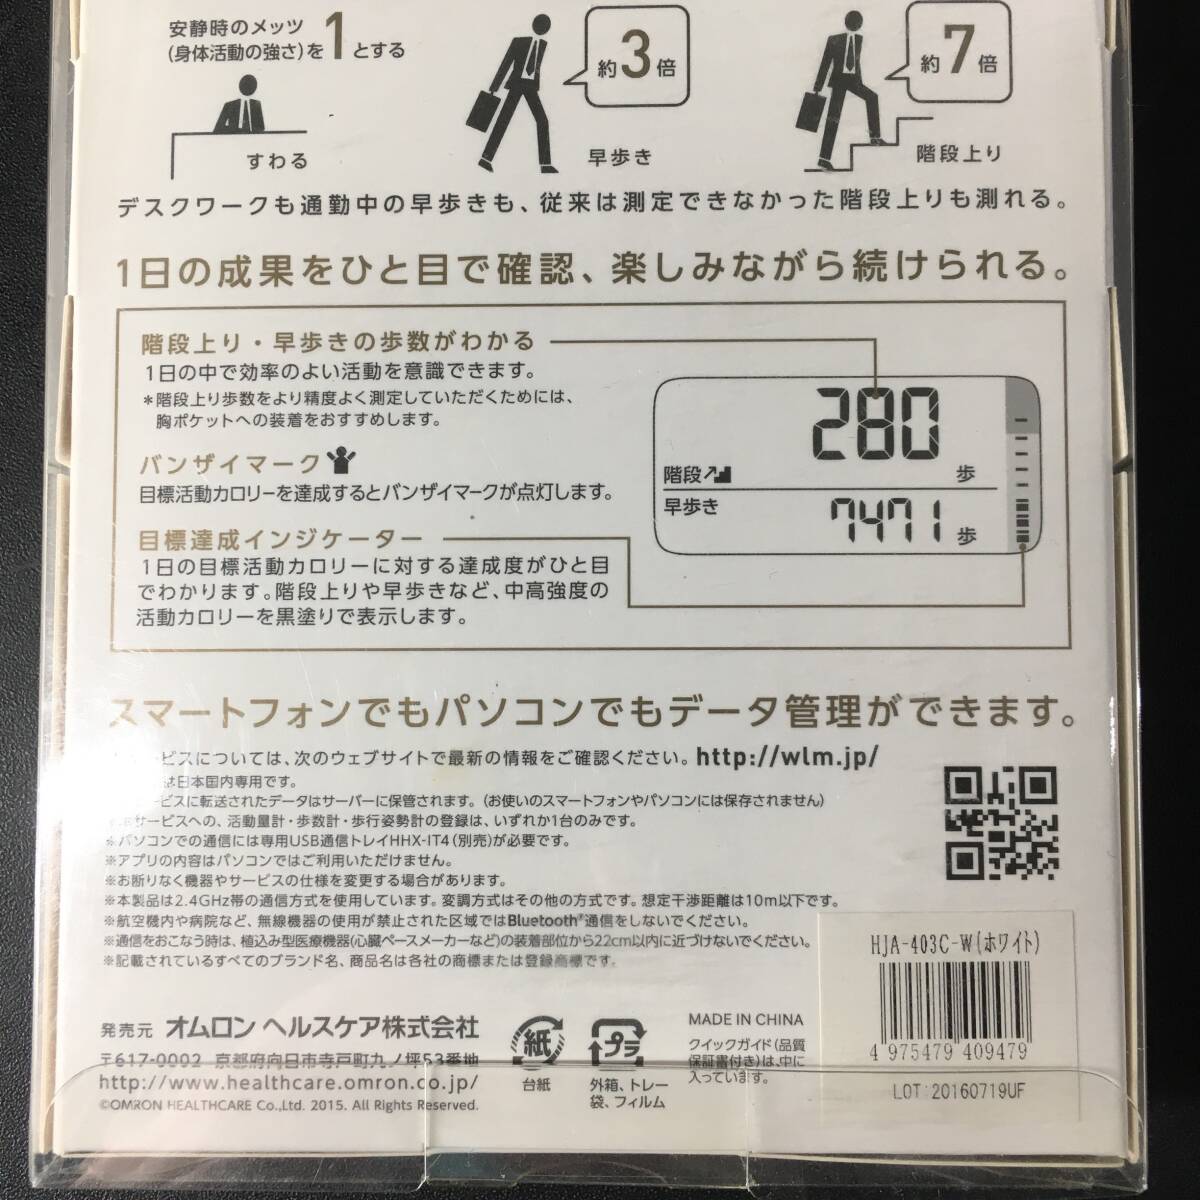 安静時のメッツ
(身体活動の強さ)を1とする
すわる
約3倍
早歩き
約7倍
階段上り
デスクワークも通勤中の早歩きも、従来は測定できなかった階段上りも測れる。
1日の成果をひと目で確認、楽しみながら続けられる。
階段上り・早歩きの歩数がわかる
1日の中で効率のよい活動を意識できます。
*階段上り歩数をより精度よく測定していただくためには、
胸ポケットへの装着をおすすめします。
バンザイマーク
目標活動カロリーを達成するとバンザイマークが点灯します。
目標達成インジケーター
1日の目標活動カロリーに対する達成度がひと目
でわかります。階段上りや早歩きなど、中高強度の
活動カロリーを黒塗りで表示します。
280
階段 歩
早歩き 7471 歩
スマートフォンでもパソコンでもデータ管理ができます。
ービスについては、次のウェブサイトで最新の情報をご確認ください。http://wlm.jp/
は日本国内専用です。
ービスに転送されたデータはサーバーに保管されます。(お使いのスマートフォンやパソコンには保存されません)
サービスへの、活動量計・歩数計・歩行姿勢計の登録は、いずれか1台のみです。
※パソコンでの通信には専用USB通信トレイHHX-IT4(別売)が必要です。
※アプリの内容はパソコンではご利用いただけません。
※お断りなく機器やサービスの仕様を変更する場合があります。
※本製品は2.4GHz帯の通信方式を使用しています。変調方式はその他の方式です。想定干渉距離は10m以下です。
※航空機内や病院など、無線機器の使用が禁止された区域ではBluetooth®通信をしないでください。
※通信をおこなう時は、植込み型医療機器(心臓ペースメーカーなど)の装着部位から22cm以内に近づけないでください。
※記載されているすべてのブランド名、商品名は各社の商標または登録商標です。
発売元 オムロン ヘルスケア株式会社
〒617-0002 京都府向日市寺戸町九ノ坪53番地
http://www.healthcare.omron.co.jp/
©OMRON HEALTHCARE Co.,Ltd. 2015. All Rights Reserved.
紙
台紙
プラ
外箱、トレー
袋、フィルム
MADE IN CHINA
クイックガイド(品質
保証書付き)は、中に
入っています。
HJA-403C-W(ホワイト)
4 975479 409479
LOT:20160719UF